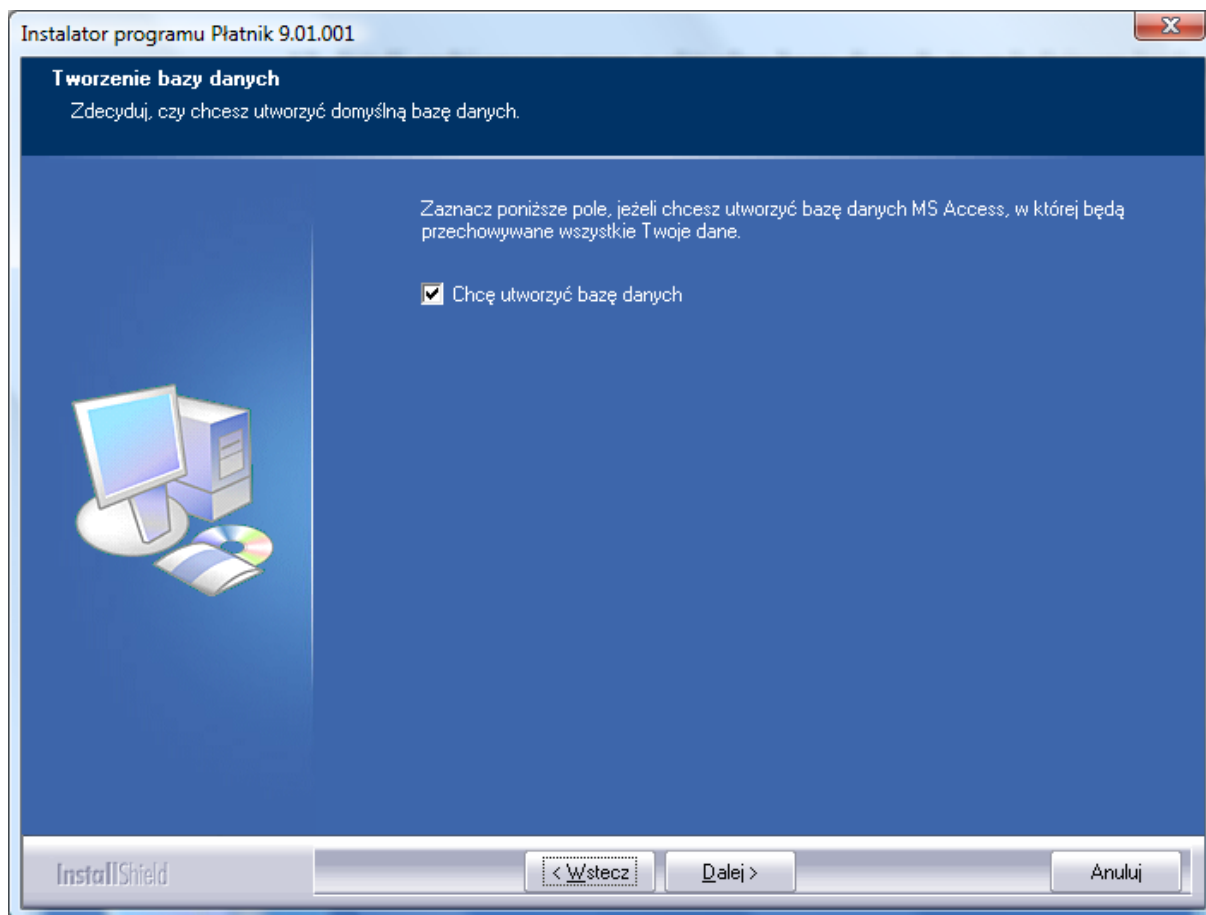 Instalator programu Płatnik 9.01.001
Tworzenie bazy danych
Zdecyduj, czy chcesz utworzyć domyślną bazę danych.
Zaznacz poniższe pole, jeżeli chcesz utworzyć bazę danych MS Access, w której będą
przechowywane wszystkie Twoje dane.
Chcę utworzyć bazę danych
InstallShield
< Wstecz
Dalej >
Anuluj